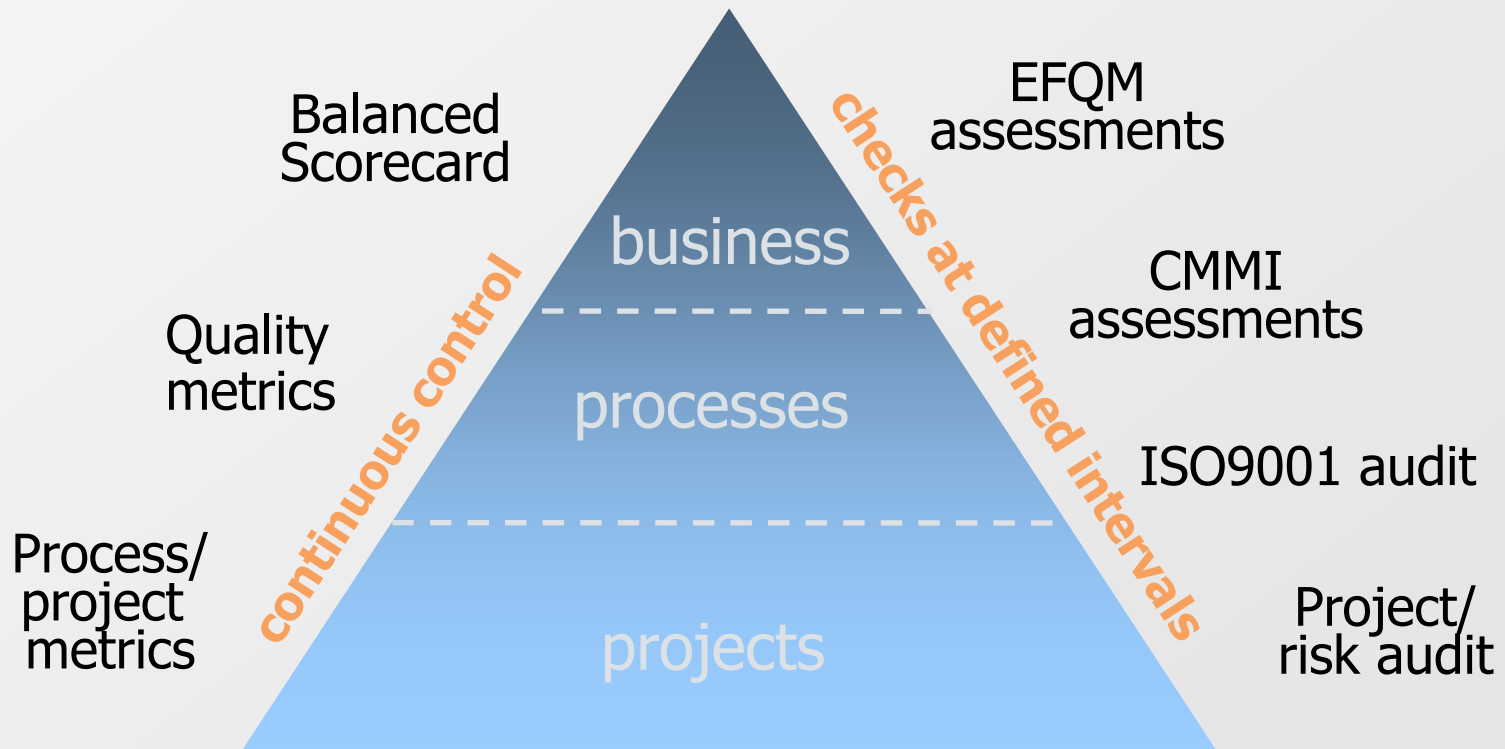 Balanced
Scorecard
EFQM
assessments
checks at defined intervals
business
CMMI
assessments
Quality
metrics
continuous control
processes
ISO9001 audit
Process/
project
metrics
projects
Project/
risk audit